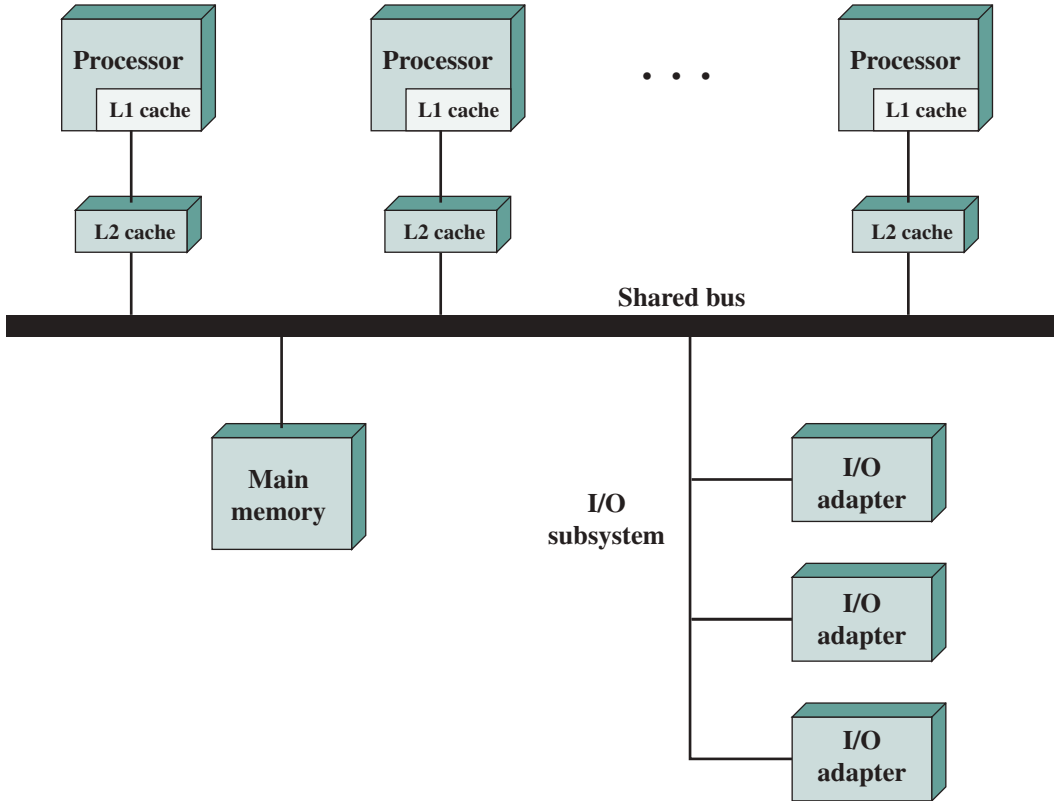 Processor
L1 cache
Processor
L1 cache
. . .
Processor
L1 cache
L2 cache
L2 cache
L2 cache
Shared bus
Main
memory
I/O
subsystem
I/O
adapter
I/O
adapter
I/O
adapter